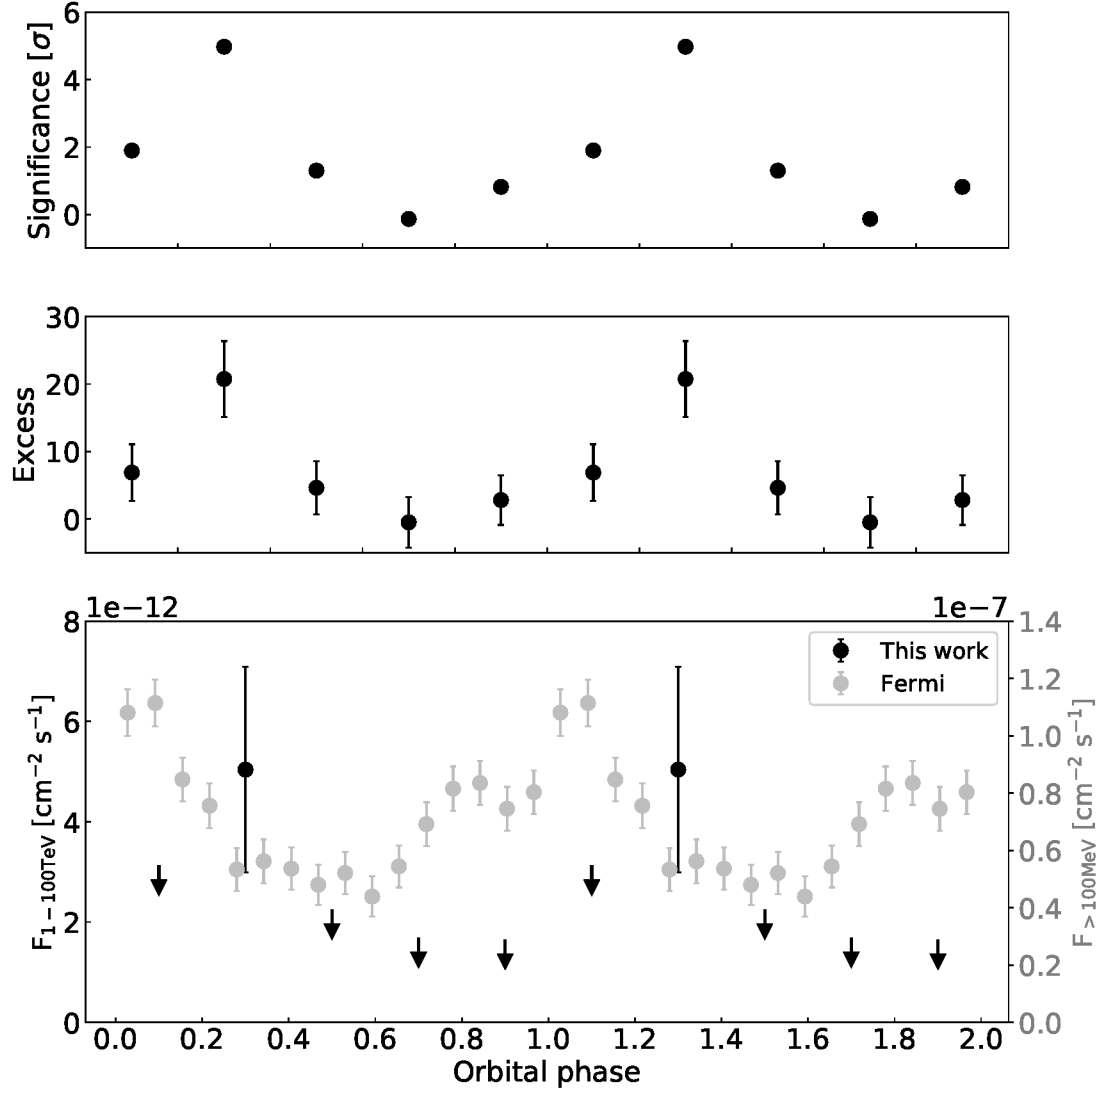 Significance [σ]
6
4
2
0
Excess
30
20
10
0
1e−12
1e−7
F1−100TeV [cm−2 s−1]
8
6
4
2
0
This work
Fermi
1.4
1.2
1.0
0.8
0.6
0.4
0.2
0.0
F>100MeV [cm−2 s−1]
0.0 0.2 0.4 0.6 0.8 1.0 1.2 1.4 1.6 1.8 2.0
Orbital phase